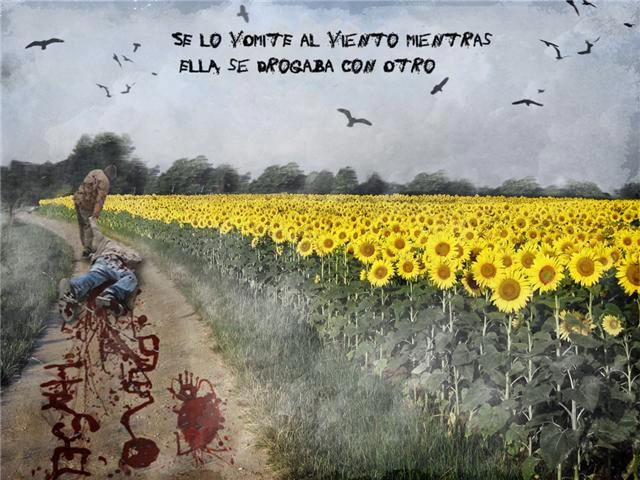 SE LO VOMITE AL VIENTO MIENTRAS
ELLA, SE DROGABA CON OTRO